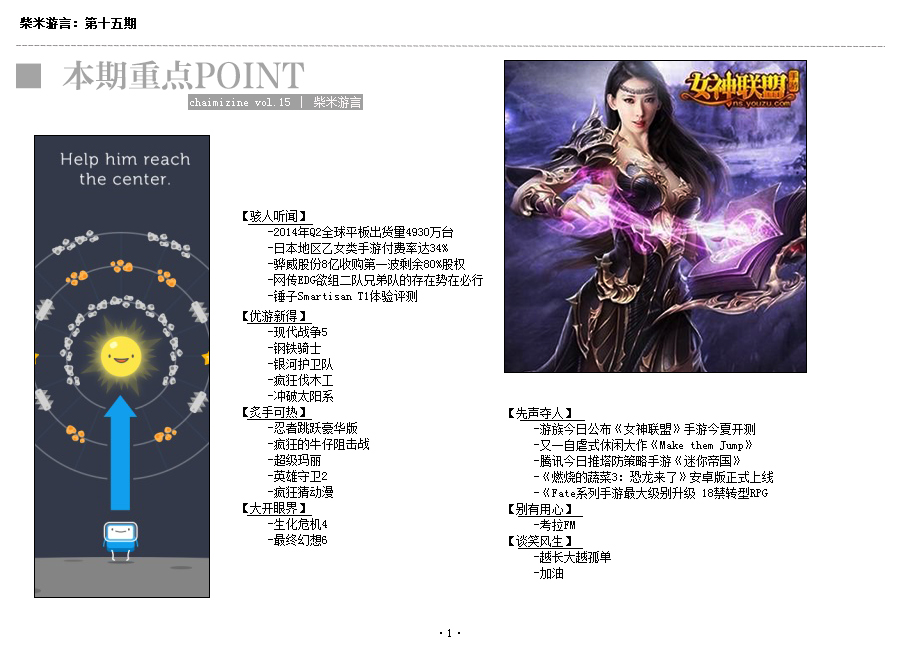 柴米游言：第十五期
本期重点POINT
chaimizine vol.15 | 柴米游言
Help him reach
the center.
【骇人听闻】
-2014年Q2全球平板出货量4930万台
-日本地区乙女类手游付费率达34%
-骅威股份8亿收购第一波剩余80%股权
-网传EDG欲组二队兄弟队的存在势在必行
-锤子Smartisan T1体验评测
【优游新得】
-现代战争5
-钢铁骑士
-银河护卫队
-疯狂伐木工
-冲破太阳系
【炙手可热】
-忍者跳跃豪华版
-疯狂的牛仔阻击战
-超级玛丽
-英雄守卫2
-疯狂猜动漫
【大开眼界】
-生化危机4
-最终幻想6
女神联盟手游
ns.youzu.com
【先声夺人】
-游族今日公布《女神联盟》手游今夏开测
-又一自虐式休闲大作《Make them Jump》
-腾讯今日推塔防策略手游《迷你帝国》
-《燃烧的蔬菜3：恐龙来了》安卓版正式上线
-《Fate系列手游最大级别升级 18禁转型RPG
【别有用心】
-考拉FM
【谈笑风生】
-越长大越孤单
-加油
·1·